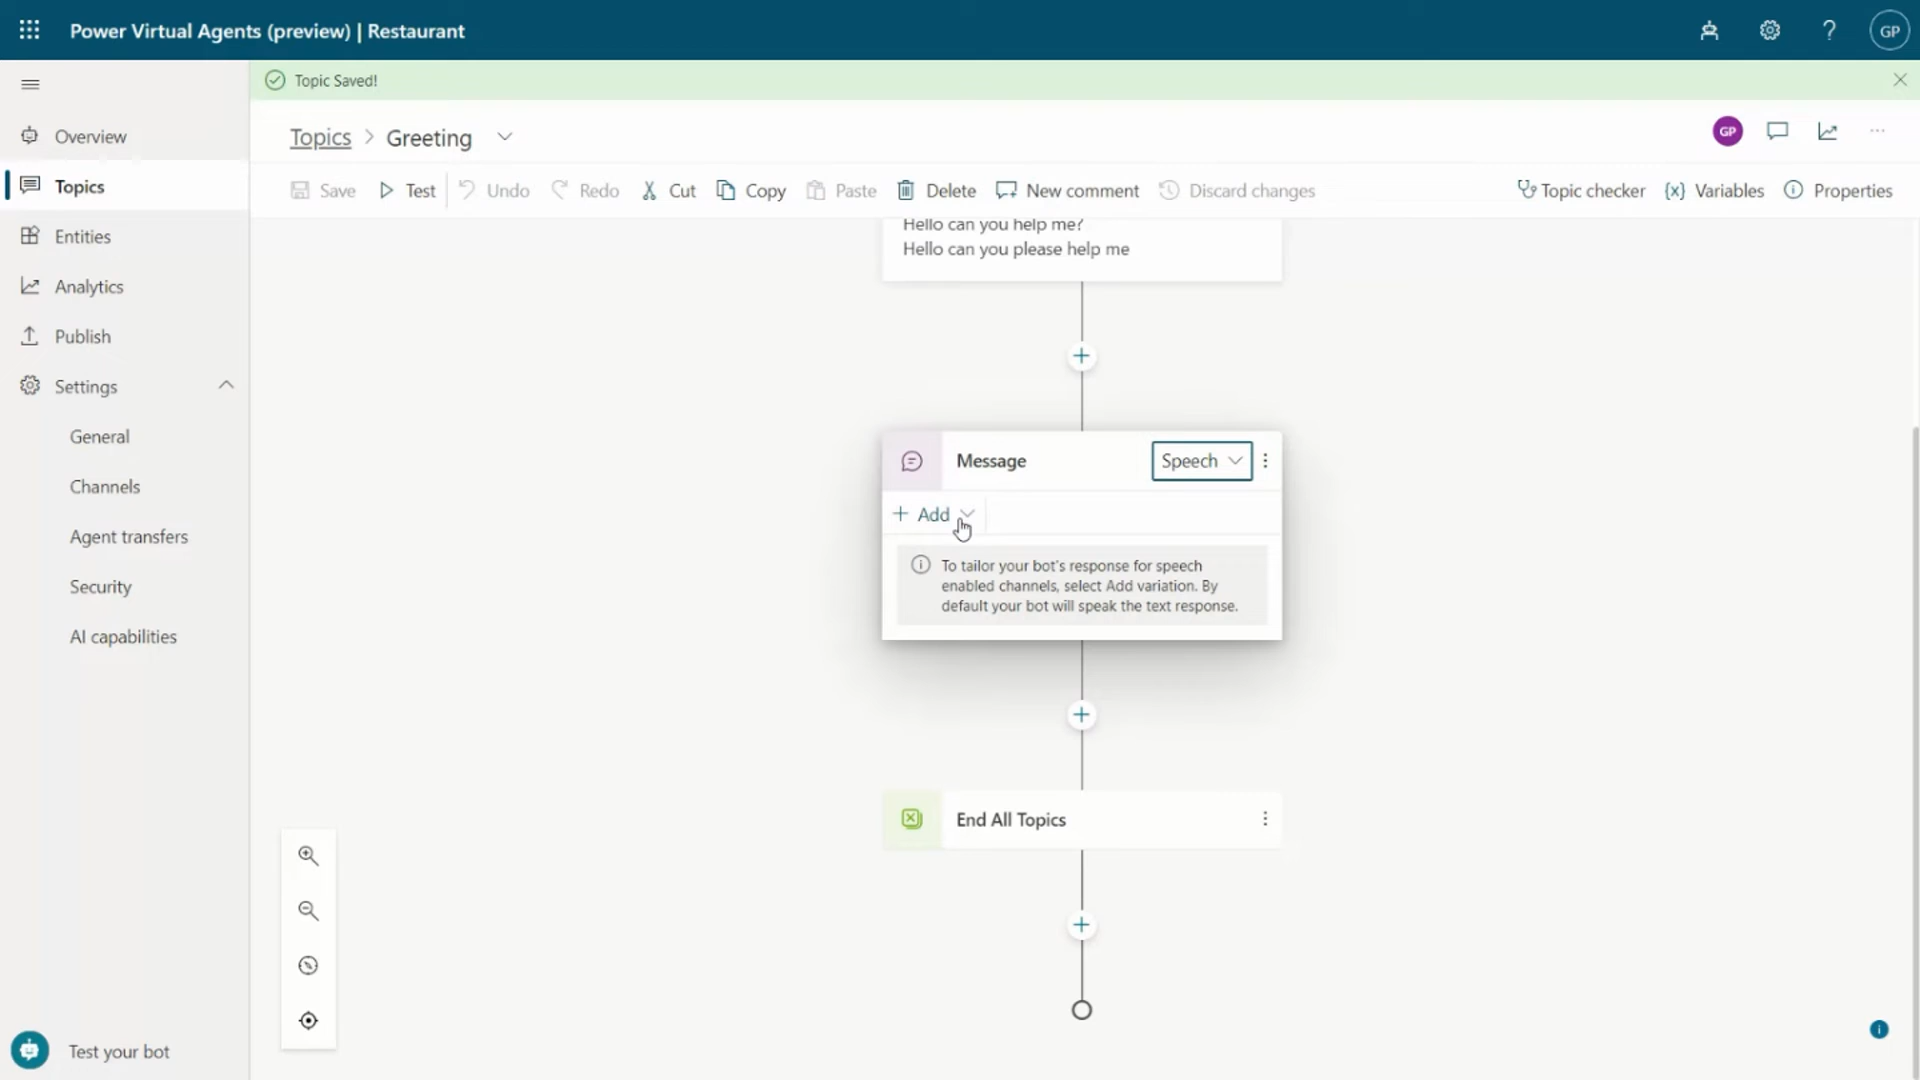 Power Virtual Agents (preview) | Restaurant
?
GP
Topic Saved!
Overview
Topics
Entities
Analytics
Publish
Settings
General
Channels
Agent transfers
Security
AI capabilities
Test your bot
Topics > Greeting
GP
Save
Test
Undo
Redo
Cut
Copy
Paste
Delete
New comment
Discard changes
Topic checker
{x} Variables
Properties
Hello can you help me?
Hello can you please help me
Message
Speech
+ Add
To tailor your bot's response for speech
enabled channels, select Add variation. By
default your bot will speak the text response.
End All Topics